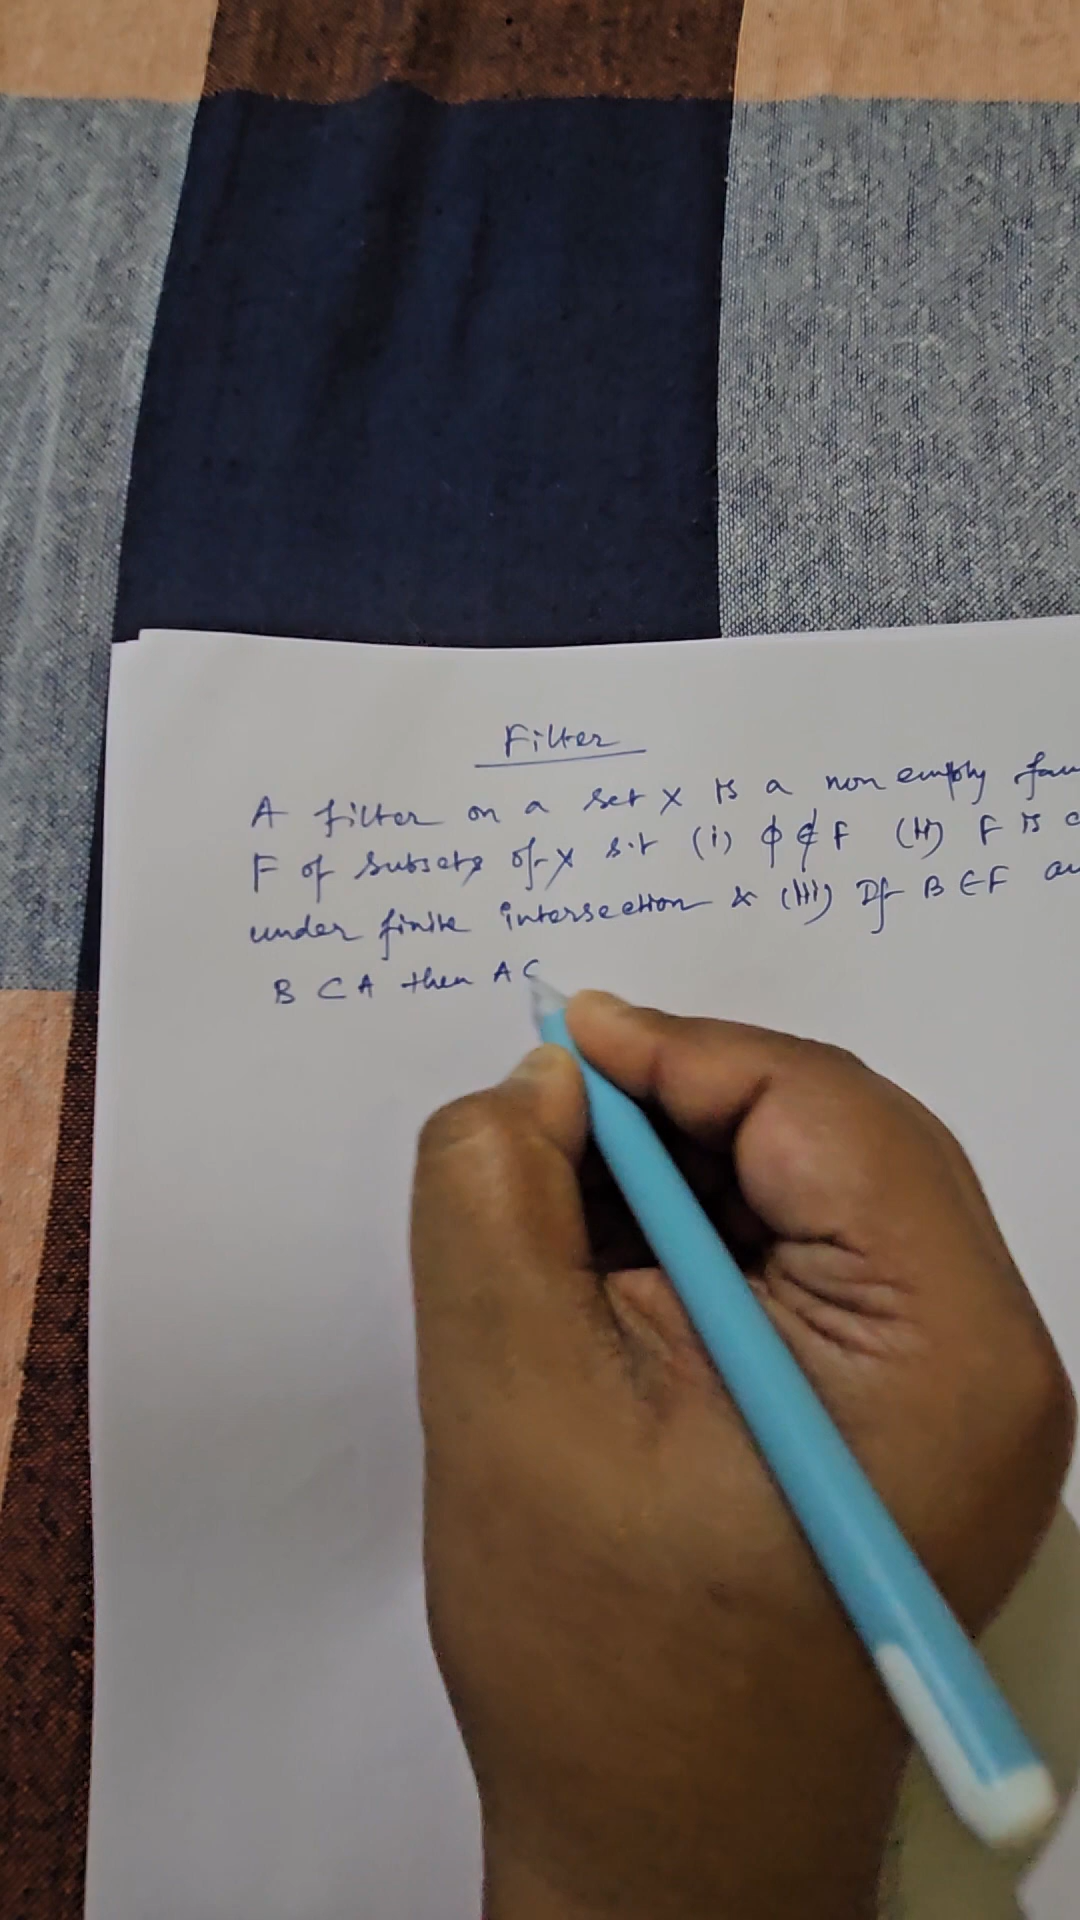 Filter
A filter on a set X is a non empty
F of subsets of X s.t (i) ϕ ∉ F (ii) F is
under finite intersection & (iii) If B ∈ F
B ⊂ A then A